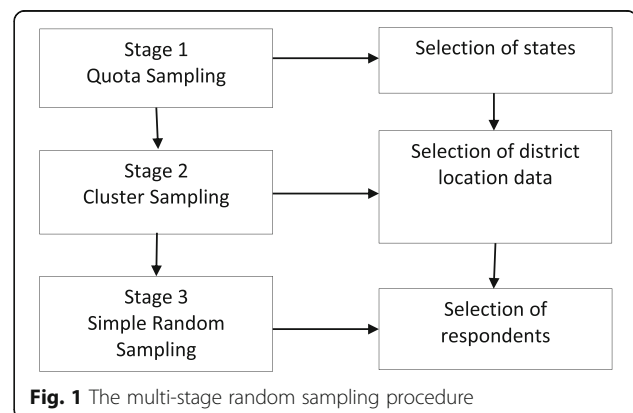 Stage 1
Quota Sampling
Selection of states
Stage 2
Cluster Sampling
Selection of district
location data
Stage 3
Simple Random
Sampling
Selection of
respondents
Fig. 1 The multi-stage random sampling procedure